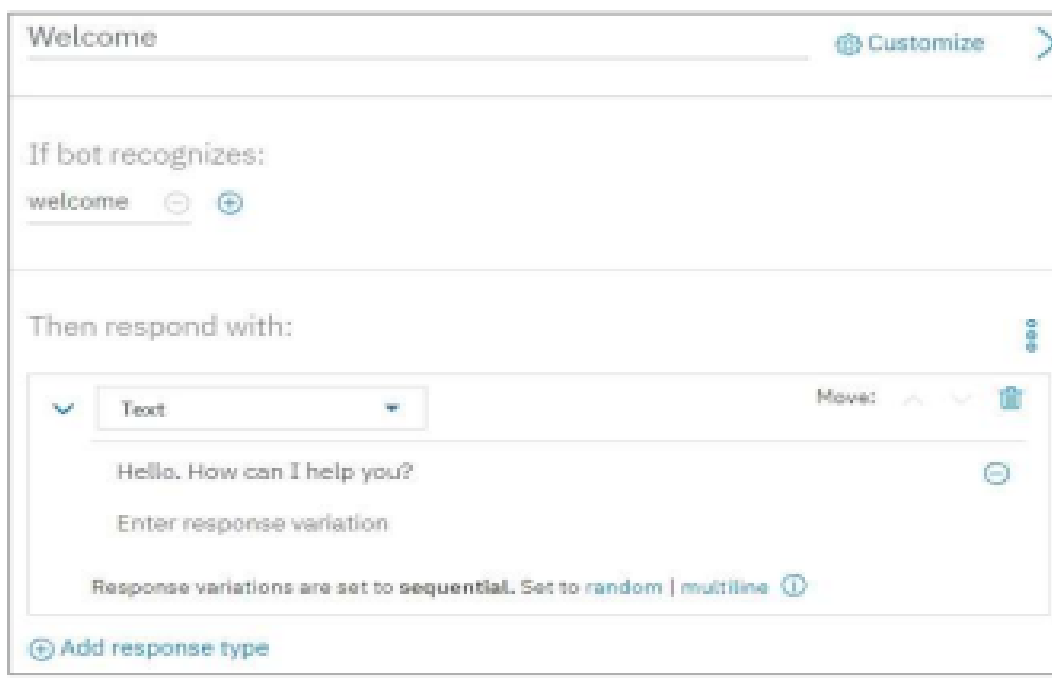 Welcome
Customize
If bot recognizes:
welcome
Then respond with:
Text
Move:
Hello. How can I help you?
Enter response variation
Response variations are set to sequential. Set to random | multiline
Add response type